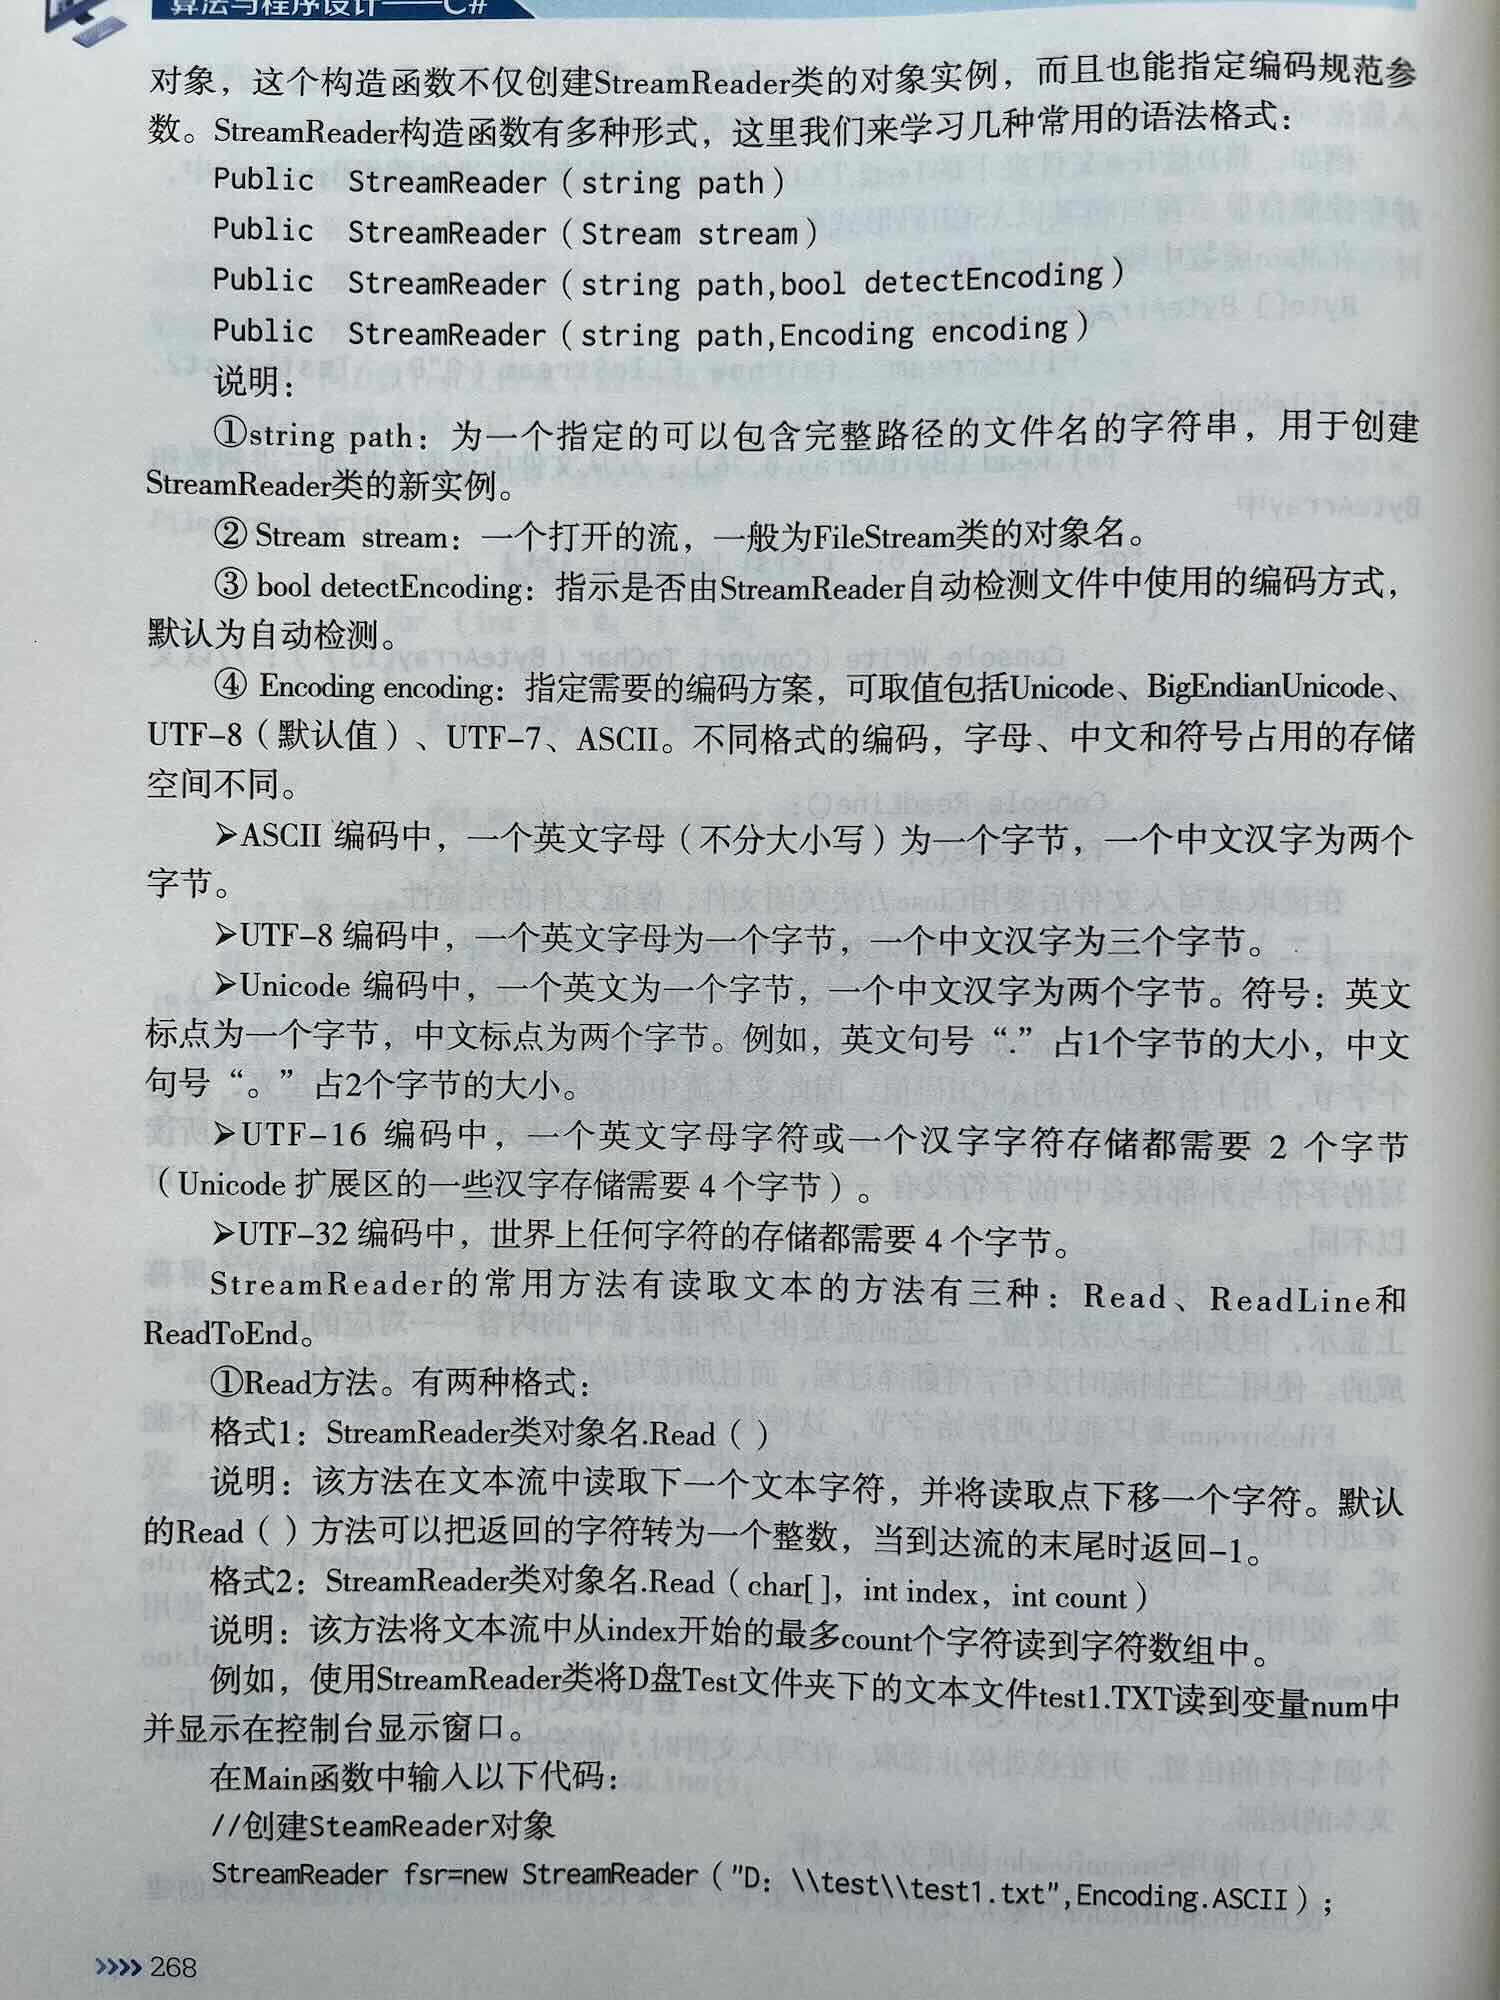 算法与程序设计——C#
对象，这个构造函数不仅创建StreamReader类的对象实例，而且也能指定编码规范参
数。StreamReader构造函数有多种形式，这里我们来学习几种常用的语法格式：
Public StreamReader（string path）
Public StreamReader（Stream stream）
Public StreamReader（string path,bool detectEncoding）
Public StreamReader（string path,Encoding encoding）
说明：
①string path：为一个指定的可以包含完整路径的文件名的字符串，用于创建
StreamReader类的新实例。
② Stream stream：一个打开的流，一般为FileStream类的对象名。
③ bool detectEncoding：指示是否由StreamReader自动检测文件中使用的编码方式，
默认为自动检测。
④ Encoding encoding：指定需要的编码方案，可取值包括Unicode、BigEndianUnicode、
UTF-8（默认值）、UTF-7、ASCII。不同格式的编码，字母、中文和符号占用的存储
空间不同。
➢ASCII 编码中，一个英文字母（不分大小写）为一个字节，一个中文汉字为两个
字节。
➢UTF-8 编码中，一个英文字母为一个字节，一个中文汉字为三个字节。
➢Unicode 编码中，一个英文为一个字节，一个中文汉字为两个字节。符号：英文
标点为一个字节，中文标点为两个字节。例如，英文句号“.”占1个字节的大小，中文
句号“。”占2个字节的大小。
➢UTF-16 编码中，一个英文字母字符或一个汉字字符存储都需要 2 个字节
（Unicode 扩展区的一些汉字存储需要 4 个字节）。
➢UTF-32 编码中，世界上任何字符的存储都需要 4 个字节。
StreamReader的常用方法有读取文本的方法有三种：Read、ReadLine和
ReadToEnd。
①Read方法。有两种格式：
格式1：StreamReader类对象名.Read（）
说明：该方法在文本流中读取下一个文本字符，并将读取点下移一个字符。默认
的Read（）方法可以把返回的字符转为一个整数，当到达流的末尾时返回-1。
格式2：StreamReader类对象名.Read（char[]，int index，int count）
说明：该方法将文本流中从index开始的最多count个字符读到字符数组中。
例如，使用StreamReader类将D盘Test文件夹下的文本文件test1.TXT读到变量num中
并显示在控制台显示窗口。
在Main函数中输入以下代码：
//创建SteamReader对象
StreamReader fsr=new StreamReader（"D：\\test\\test1.txt",Encoding.ASCII）；
268